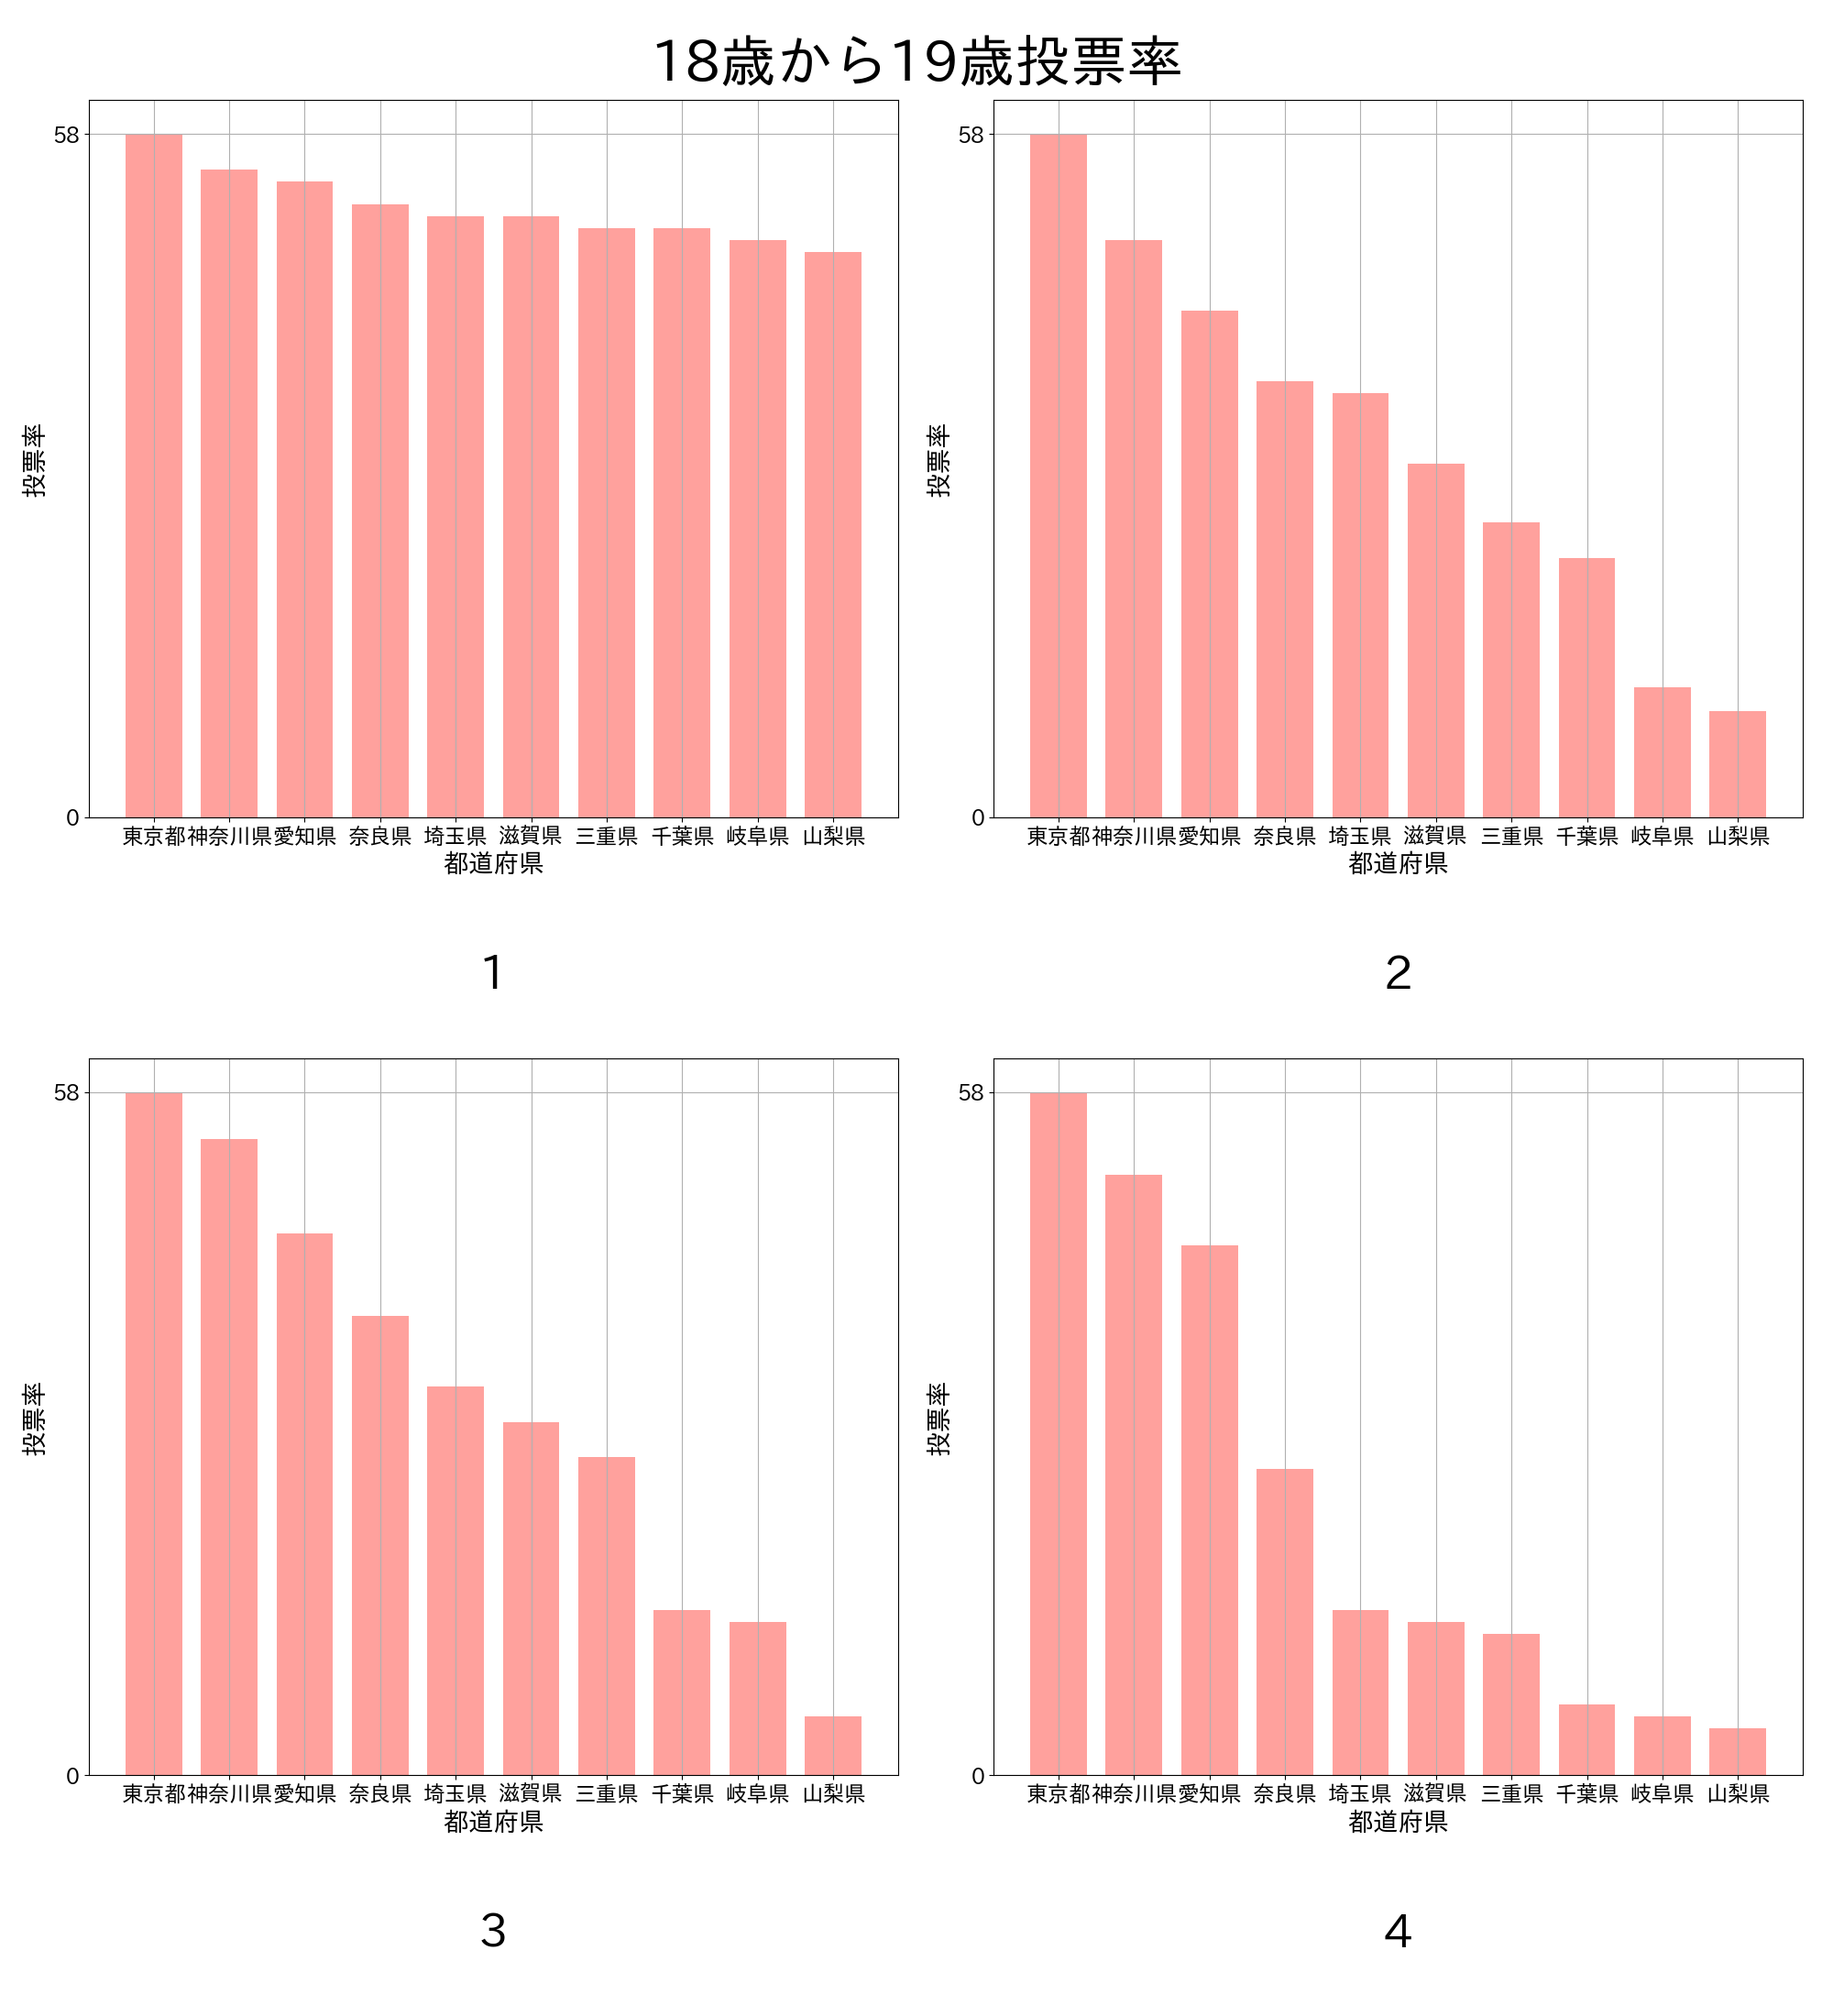 18歳から19歳投票率
58
0
投票率
東京都 神奈川県 愛知県 奈良県 埼玉県 滋賀県 三重県 千葉県 岐阜県 山梨県
都道府県
1
58
0
投票率
東京都 神奈川県 愛知県 奈良県 埼玉県 滋賀県 三重県 千葉県 岐阜県 山梨県
都道府県
2
58
0
投票率
東京都 神奈川県 愛知県 奈良県 埼玉県 滋賀県 三重県 千葉県 岐阜県 山梨県
都道府県
3
58
0
投票率
東京都 神奈川県 愛知県 奈良県 埼玉県 滋賀県 三重県 千葉県 岐阜県 山梨県
都道府県
4